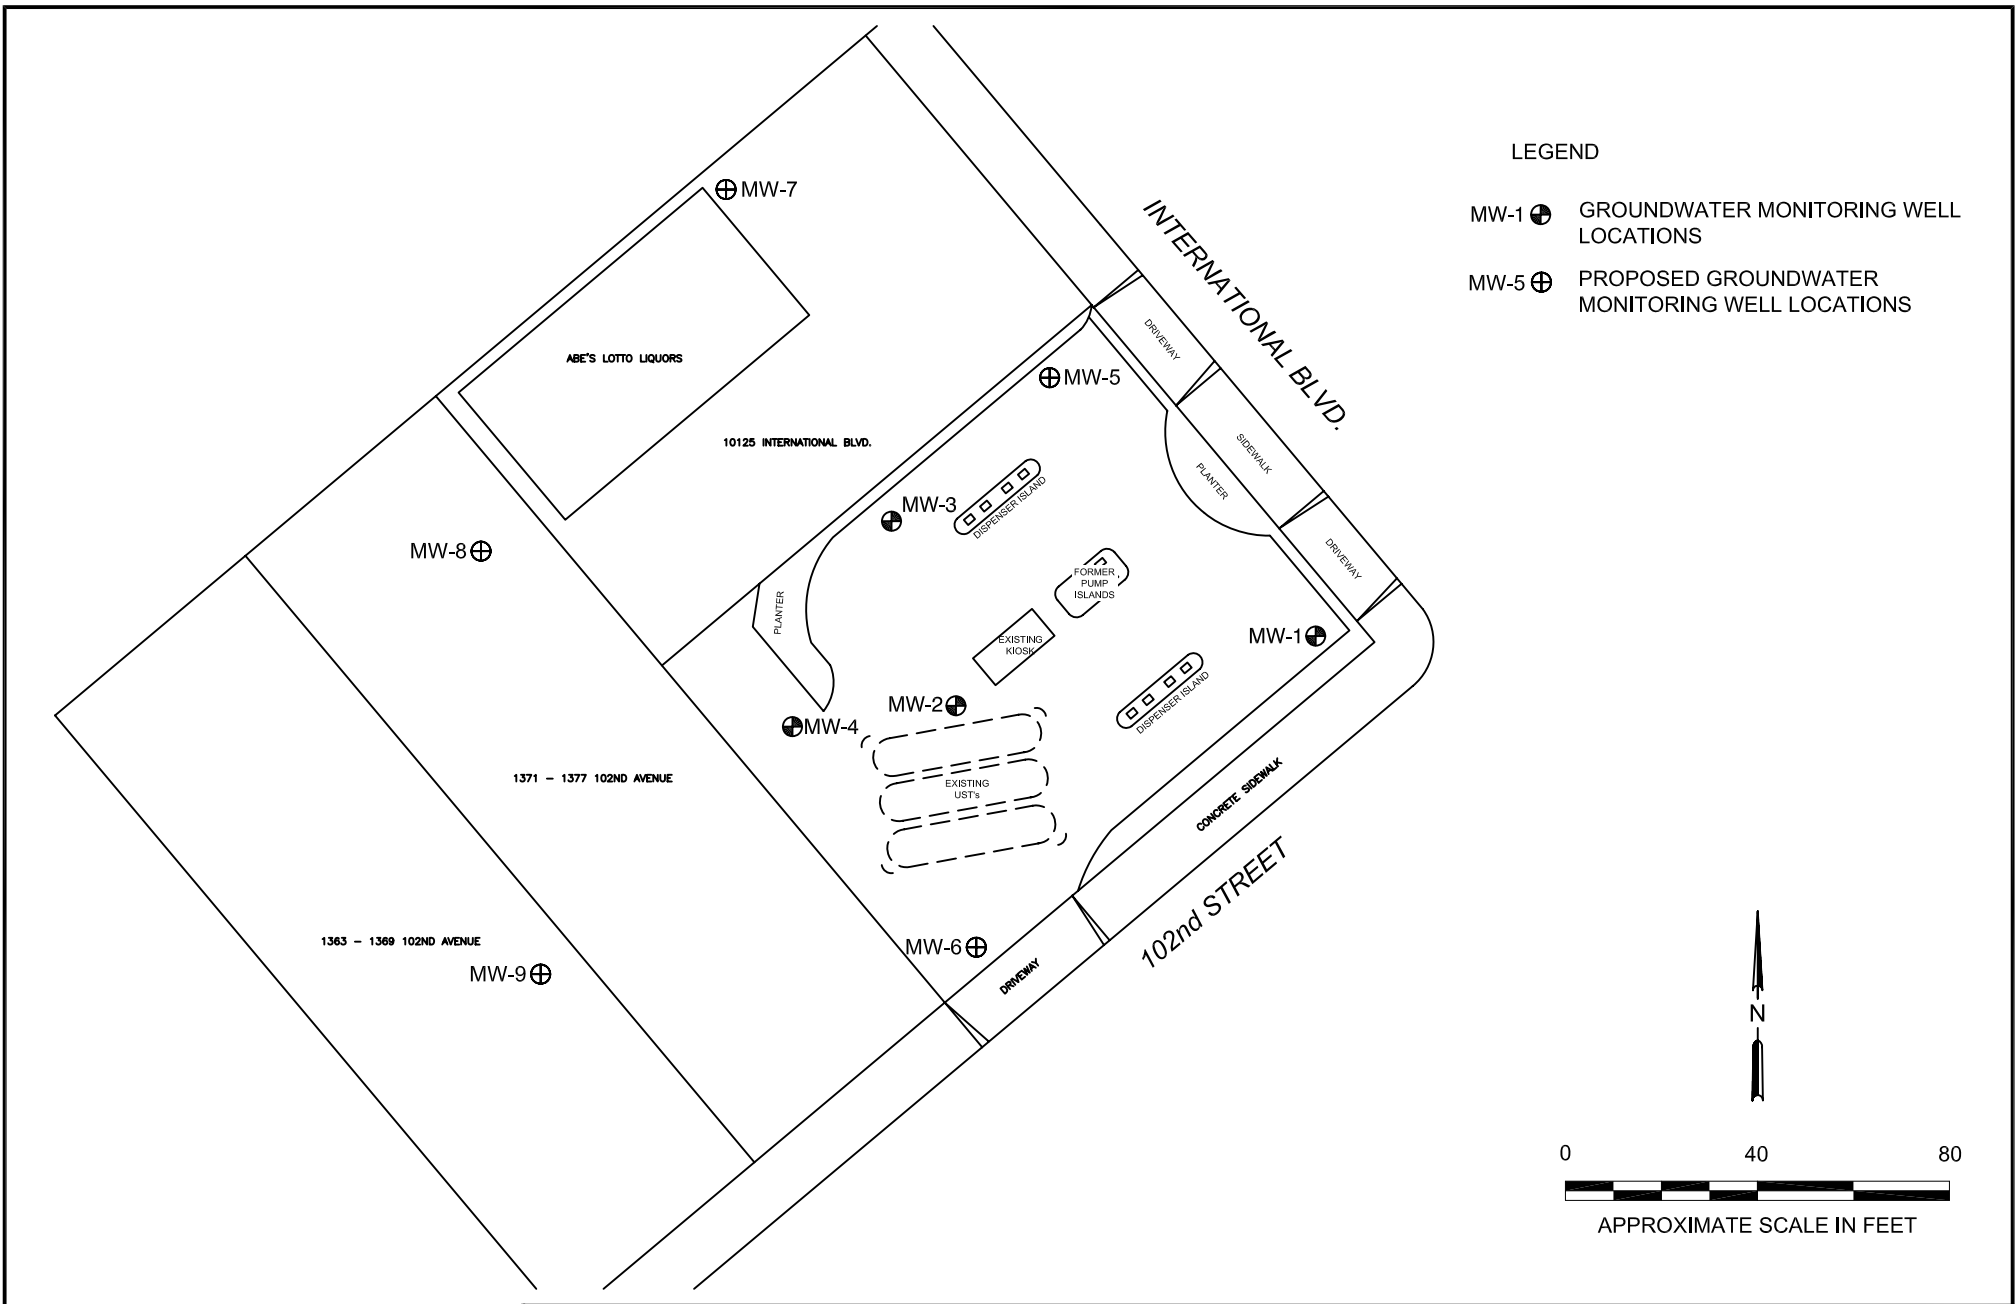 LEGEND
MW-1 GROUNDWATER MONITORING WELL
LOCATIONS
MW-5 PROPOSED GROUNDWATER
MONITORING WELL LOCATIONS
MW-7
INTERNATIONAL BLVD.
DRIVEWAY
ABE'S LOTTO LIQUORS
MW-5
10125 INTERNATIONAL BLVD.
SIDEWALK
PLANTER
MW-3
DISPENSER ISLAND
MW-8
DRIVEWAY
FORMER
PUMP
ISLANDS
PLANTER
EXISTING
KIOSK
MW-1
MW-2
DISPENSER ISLAND
MW-4
1371 - 1377 102ND AVENUE
EXISTING
UST's
CONCRETE SIDEWALK
102nd STREET
1363 - 1369 102ND AVENUE
MW-6
MW-9
DRIVEWAY
N
0 40 80
APPROXIMATE SCALE IN FEET